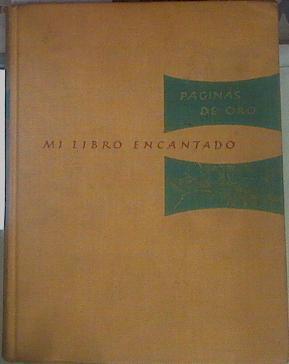 PAGINAS
DE ORO
MI LIBRO ENCANTADO